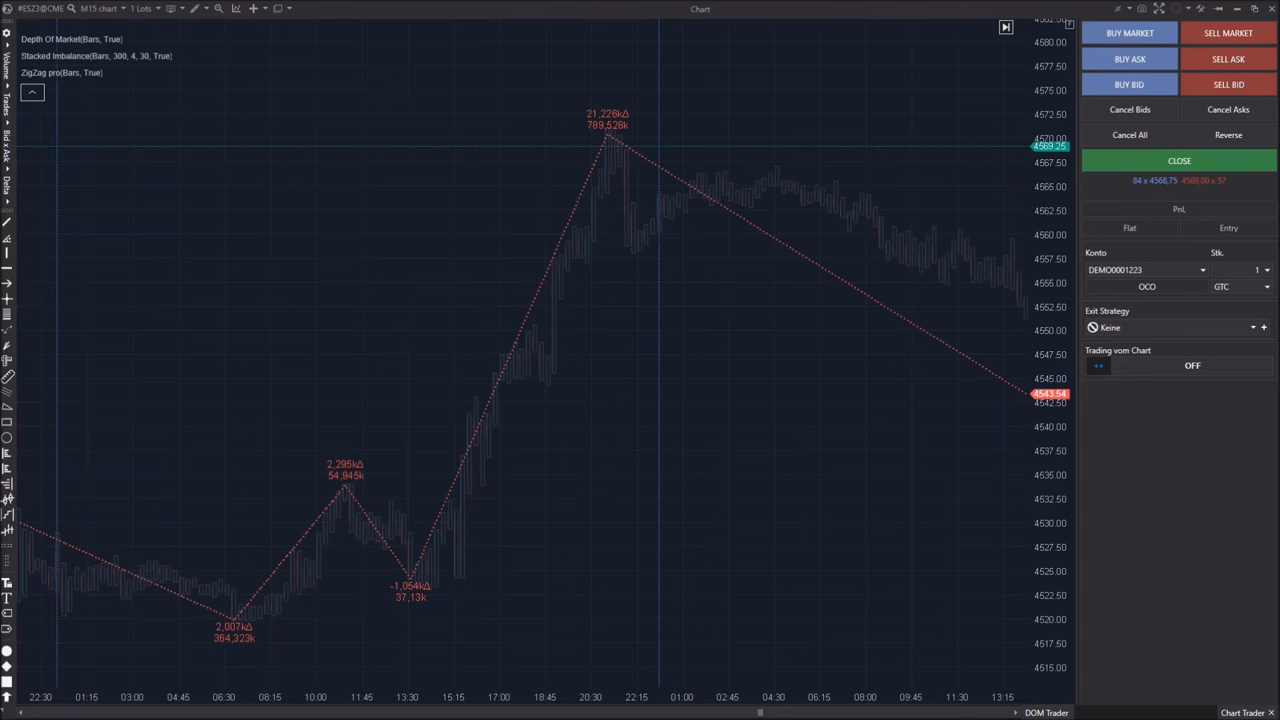 #ESZ3@CME M15 chart 1 Lots Chart
Depth Of Market(Bars, True)
Stacked Imbalance(Bars, 300, 4, 30, True)
ZigZag pro(Bars, True)
Volume
Trades
Bid x Ask
Delta
21,226kΔ
789,528k
2,295kΔ
54,945k
-1,054kΔ
37,13k
2,007kΔ
364,323k
F
4582.50
4580.00
4577.50
4575.00
4572.50
4570.00
4569.25
4567.50
4565.00
4562.50
4560.00
4557.50
4555.00
4552.50
4550.00
4547.50
4545.00
4543.54
4542.50
4540.00
4537.50
4535.00
4532.50
4530.00
4527.50
4525.00
4522.50
4520.00
4517.50
4515.00
22:30 01:15 03:00 04:45 06:30 08:15 10:00 11:45 13:30 15:15 17:00 18:45 20:30 22:15 01:00 02:45 04:30 06:15 08:00 09:45 11:30 13:15
BUY MARKET SELL MARKET
BUY ASK SELL ASK
BUY BID SELL BID
Cancel Bids Cancel Asks
Cancel All Reverse
CLOSE
84 x 4568,75 4569,00 x 57
PnL
Flat Entry
Konto Stk.
DEMO0001223 1
OCO GTC
Exit Strategy
Keine
Trading vom Chart
OFF
DOM Trader Chart Trader